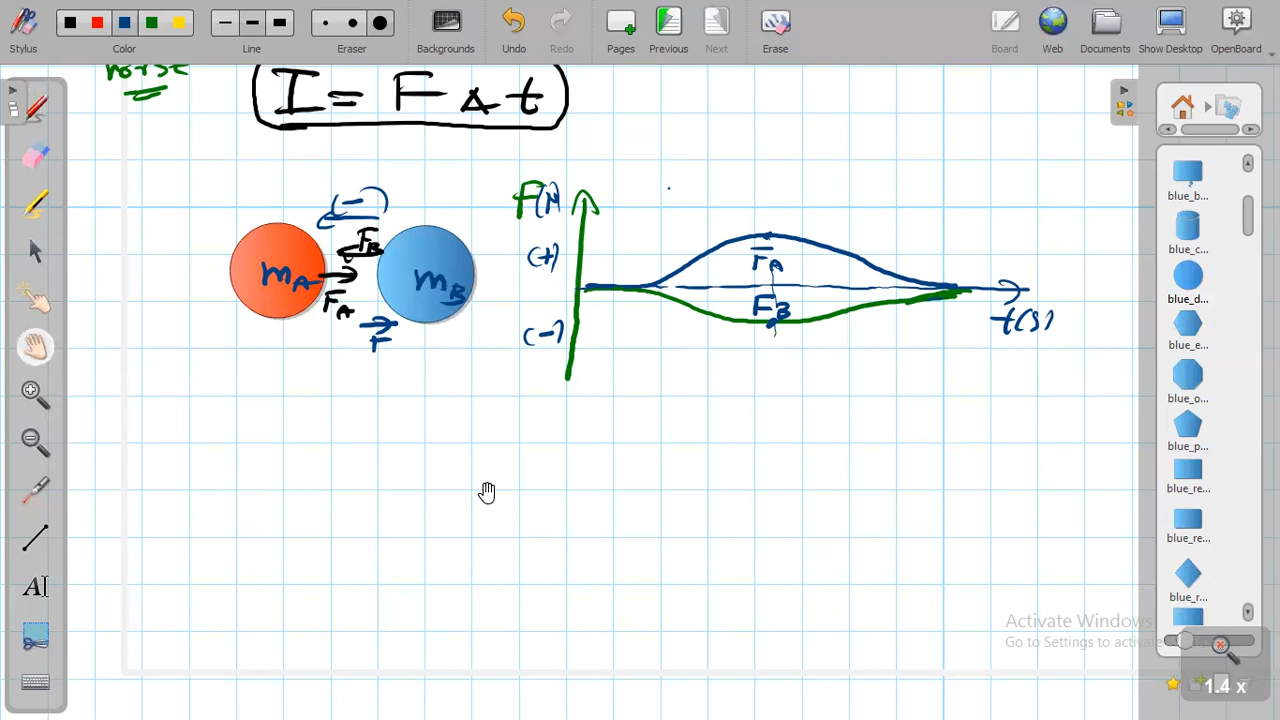 Stylus
Color
Line
Eraser
Backgrounds
Undo
Redo
Pages
Previous
Next
Erase
Board
Web
Documents
Show Desktop
OpenBoard
I = F Δ t
(-)
F_B
m_A
m_B
F_A
F
F(N)
(+)
F_A
F_B
(-)
t(s)
blue_b...
blue_c...
blue_d...
blue_e...
blue_o...
blue_p...
blue_re...
blue_re...
blue_r...
Activate Windows
Go to Settings to activate
1.4 x